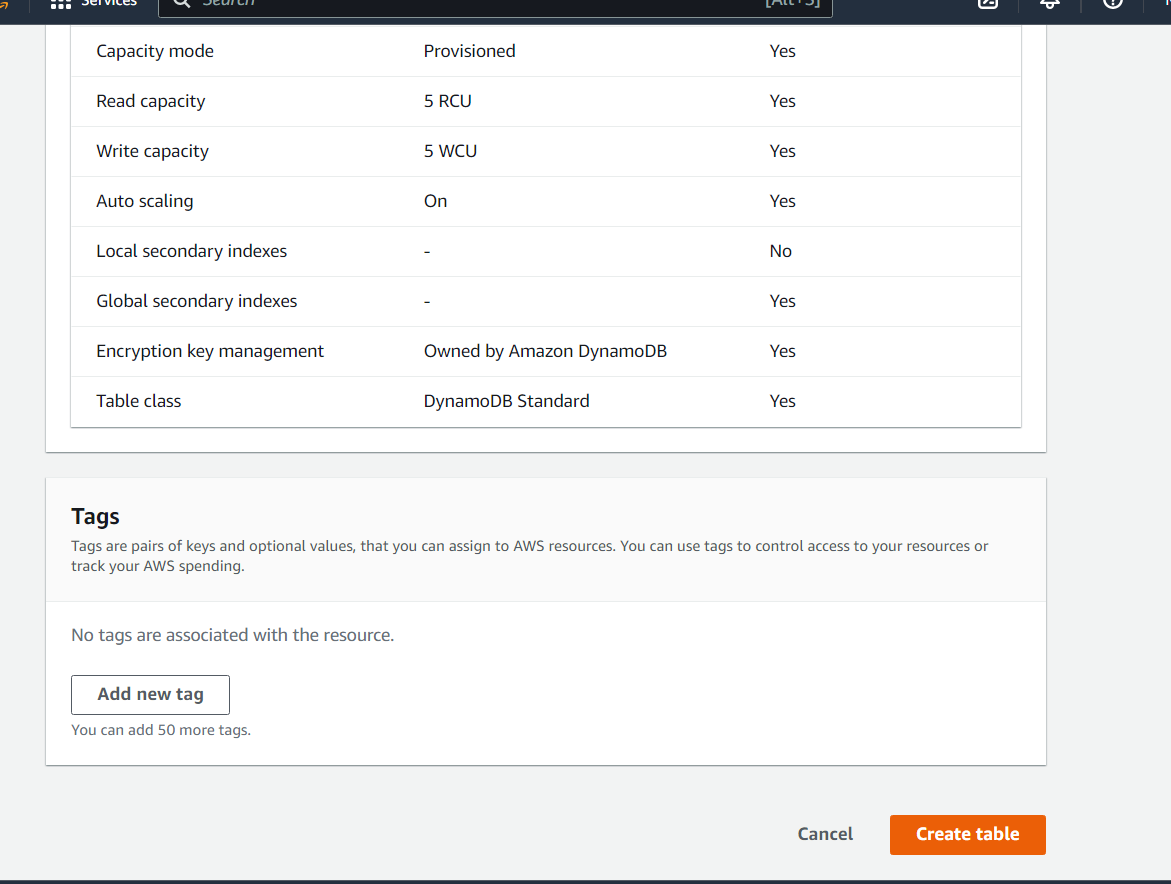 Services Search [Alt+S]
Capacity mode Provisioned Yes
Read capacity 5 RCU Yes
Write capacity 5 WCU Yes
Auto scaling On Yes
Local secondary indexes - No
Global secondary indexes - Yes
Encryption key management Owned by Amazon DynamoDB Yes
Table class DynamoDB Standard Yes
Tags
Tags are pairs of keys and optional values, that you can assign to AWS resources. You can use tags to control access to your resources or
track your AWS spending.
No tags are associated with the resource.
Add new tag
You can add 50 more tags.
Cancel Create table